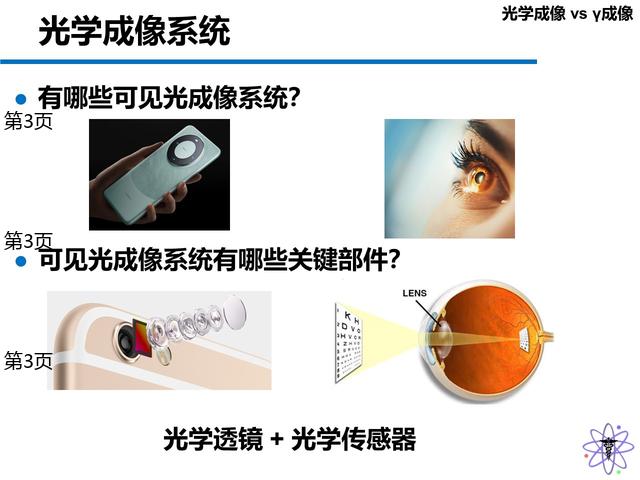 光学成像 vs γ成像
光学成像系统
有哪些可见光成像系统?
第3页
第3页
可见光成像系统有哪些关键部件?
LENS
K H
D V O
第3页
光学透镜 + 光学传感器